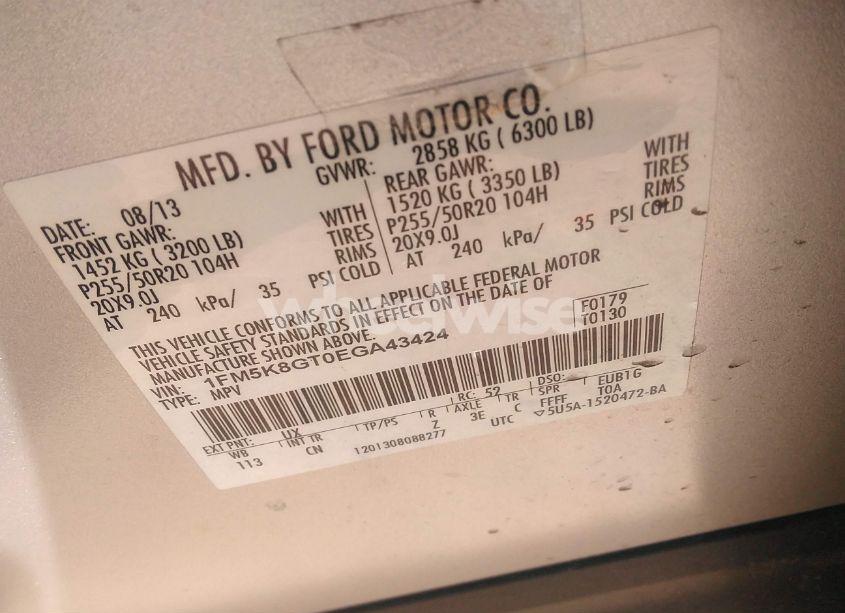 MFD. BY FORD MOTOR CO.
DATE: 08/13
GVWR: 2858 KG ( 6300 LB)
FRONT GAWR:
1452 KG ( 3200 LB)
P255/50R20 104H
20X9.0J
WITH
TIRES
RIMS
AT 240 kPa/ 35 PSI COLD
REAR GAWR:
1520 KG ( 3350 LB)
P255/50R20 104H
20X9.0J
WITH
TIRES
RIMS
AT 240 kPa/ 35 PSI COLD
THIS VEHICLE CONFORMS TO ALL APPLICABLE FEDERAL MOTOR
VEHICLE SAFETY STANDARDS IN EFFECT ON THE DATE OF
MANUFACTURE SHOWN ABOVE.
VIN: 1FM5K8GT0EGA43424
TYPE: MPV
F0179
T0130
EXT PNT: UX RC: 52 DSO:
WB INT TR TP/PS R AXLE TR SPR EUB1G
113 CN Z 3E C FFFF TOA
1201308088277 UTC ▽5U5A-1520472-BA
wheelwise